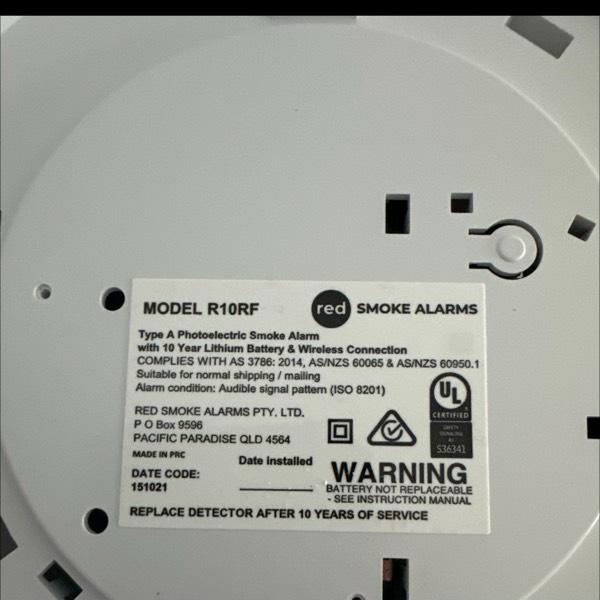 MODEL R10RF
red SMOKE ALARMS
Type A Photoelectric Smoke Alarm
with 10 Year Lithium Battery & Wireless Connection
COMPLIES WITH AS 3786: 2014, AS/NZS 60065 & AS/NZS 60950.1
Suitable for normal shipping / mailing
Alarm condition: Audible signal pattern (ISO 8201)
RED SMOKE ALARMS PTY. LTD.
P O Box 9596
PACIFIC PARADISE QLD 4564
MADE IN PRC
DATE CODE:
151021
Date installed
UL
CERTIFIED
SAFETY
SIGNALING
AU
S36341
WARNING
BATTERY NOT REPLACEABLE
- SEE INSTRUCTION MANUAL
REPLACE DETECTOR AFTER 10 YEARS OF SERVICE